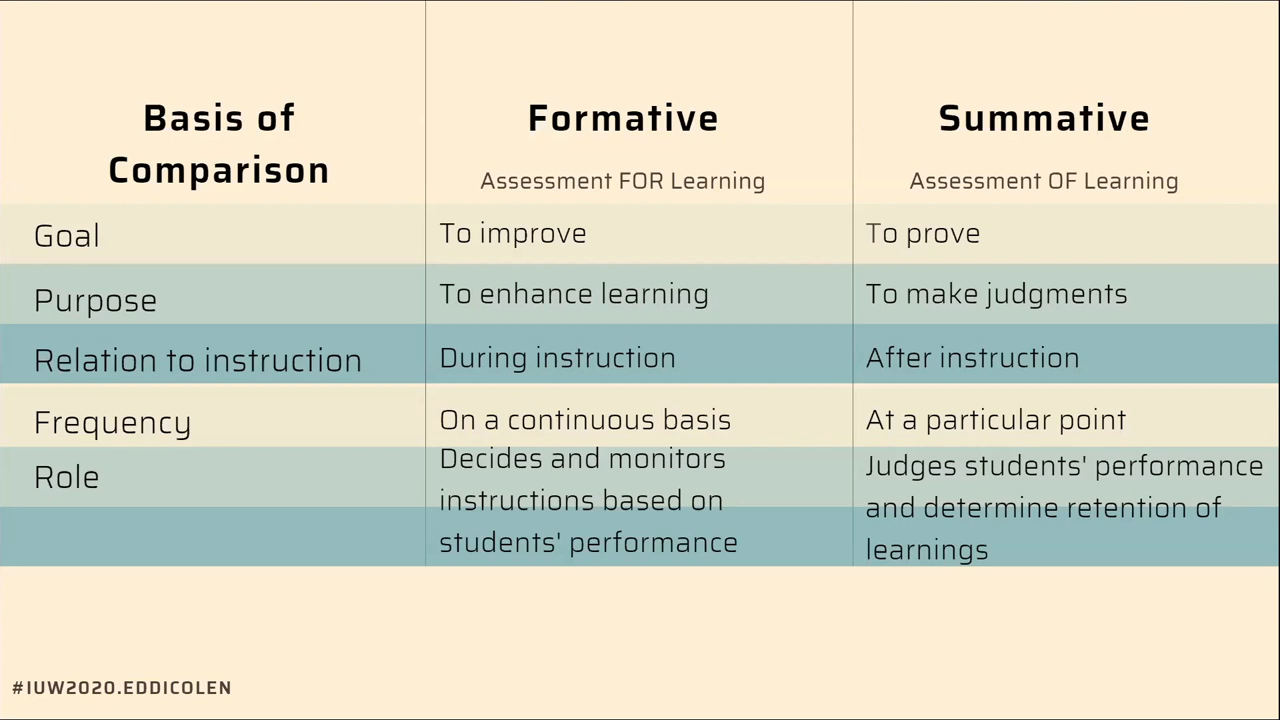 Basis of
Comparison
Formative
Assessment FOR Learning
Summative
Assessment OF Learning
Goal
To improve
To prove
Purpose
To enhance learning
To make judgments
Relation to instruction
During instruction
After instruction
Frequency
On a continuous basis
At a particular point
Role
Decides and monitors
instructions based on
students' performance
Judges students' performance
and determine retention of
learnings
#IUW2020.EDDICOLEN